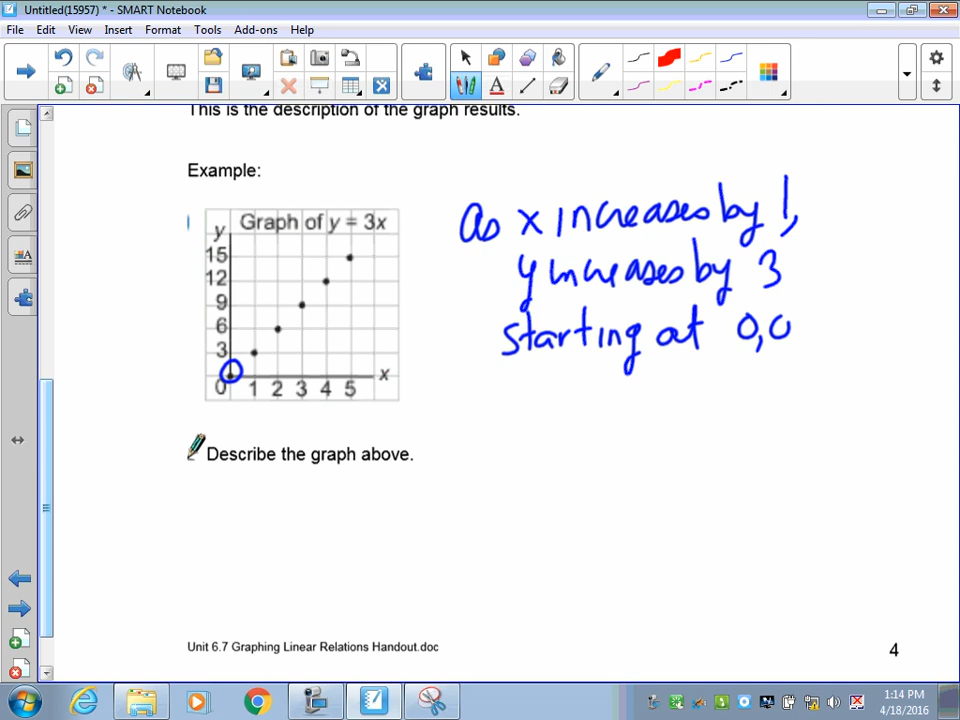 Untitled(15957) * - SMART Notebook
File Edit View Insert Format Tools Add-ons Help
This is the description of the graph results.
Example:
As x increases by 1,
y increases by 3
starting at 0,0
Graph of y = 3x
y
15
12
9
6
3
0 1 2 3 4 5 x
Describe the graph above.
Unit 6.7 Graphing Linear Relations Handout.doc
4
1:14 PM
4/18/2016